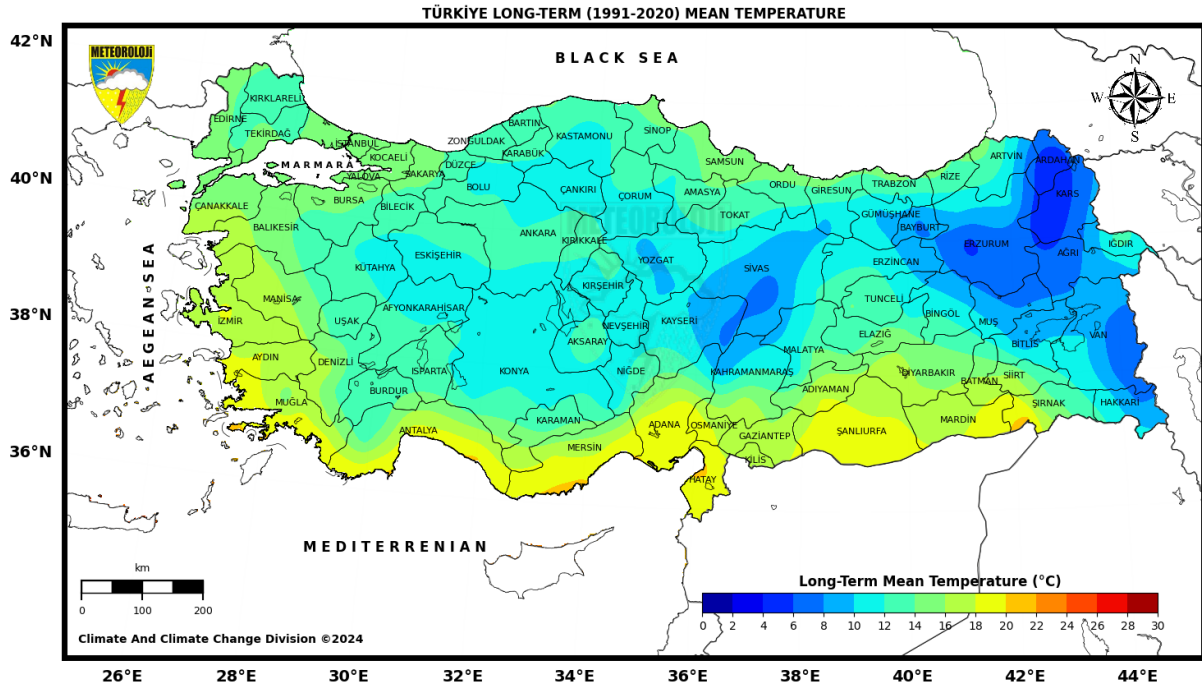 TÜRKİYE LONG-TERM (1991-2020) MEAN TEMPERATURE
42°N
40°N
38°N
36°N
34°N
METEOROLOJİ
B L A C K  S E A
N
W E
S
KIRKLARELİ
EDİRNE
TEKİRDAĞ
İSTANBUL
M A R M A R A
KOCAELİ
YALOVA
SAKARYA
DÜZCE
ZONGULDAK
BARTIN
KARABÜK
KASTAMONU
SİNOP
SAMSUN
ORDU
GİRESUN
TRABZON
RİZE
ARTVİN
ARDAHAN
KARS
ÇANAKKALE
BURSA
BİLECİK
BOLU
ÇANKIRI
ÇORUM
AMASYA
TOKAT
GÜMÜŞHANE
BAYBURT
BALIKESİR
ANKARA
KIRIKKALE
METEOROLOJİ
ERZURUM
AĞRI
IĞDIR
KÜTAHYA
ESKİŞEHİR
YOZGAT
SİVAS
ERZİNCAN
A E G E A N  S E A
MANİSA
İZMİR
UŞAK
AFYONKARAHİSAR
KIRŞEHİR
NEVŞEHİR
KAYSERİ
TUNCELİ
BİNGÖL
MUŞ
BİTLİS
VAN
AYDIN
DENİZLİ
ISPARTA
BURDUR
KONYA
AKSARAY
NİĞDE
KAHRAMANMARAŞ
MALATYA
ELAZIĞ
DİYARBAKIR
BATMAN
SİİRT
ŞIRNAK
HAKKARİ
MUĞLA
ANTALYA
KARAMAN
MERSİN
ADANA
OSMANİYE
GAZİANTEP
KİLİS
HATAY
ADIYAMAN
ŞANLIURFA
MARDİN
M E D I T E R R E N I A N
km
0 100 200
Long-Term Mean Temperature (°C)
0 2 4 6 8 10 12 14 16 18 20 22 24 26 28 30
Climate And Climate Change Division ©2024
26°E 28°E 30°E 32°E 34°E 36°E 38°E 40°E 42°E 44°E